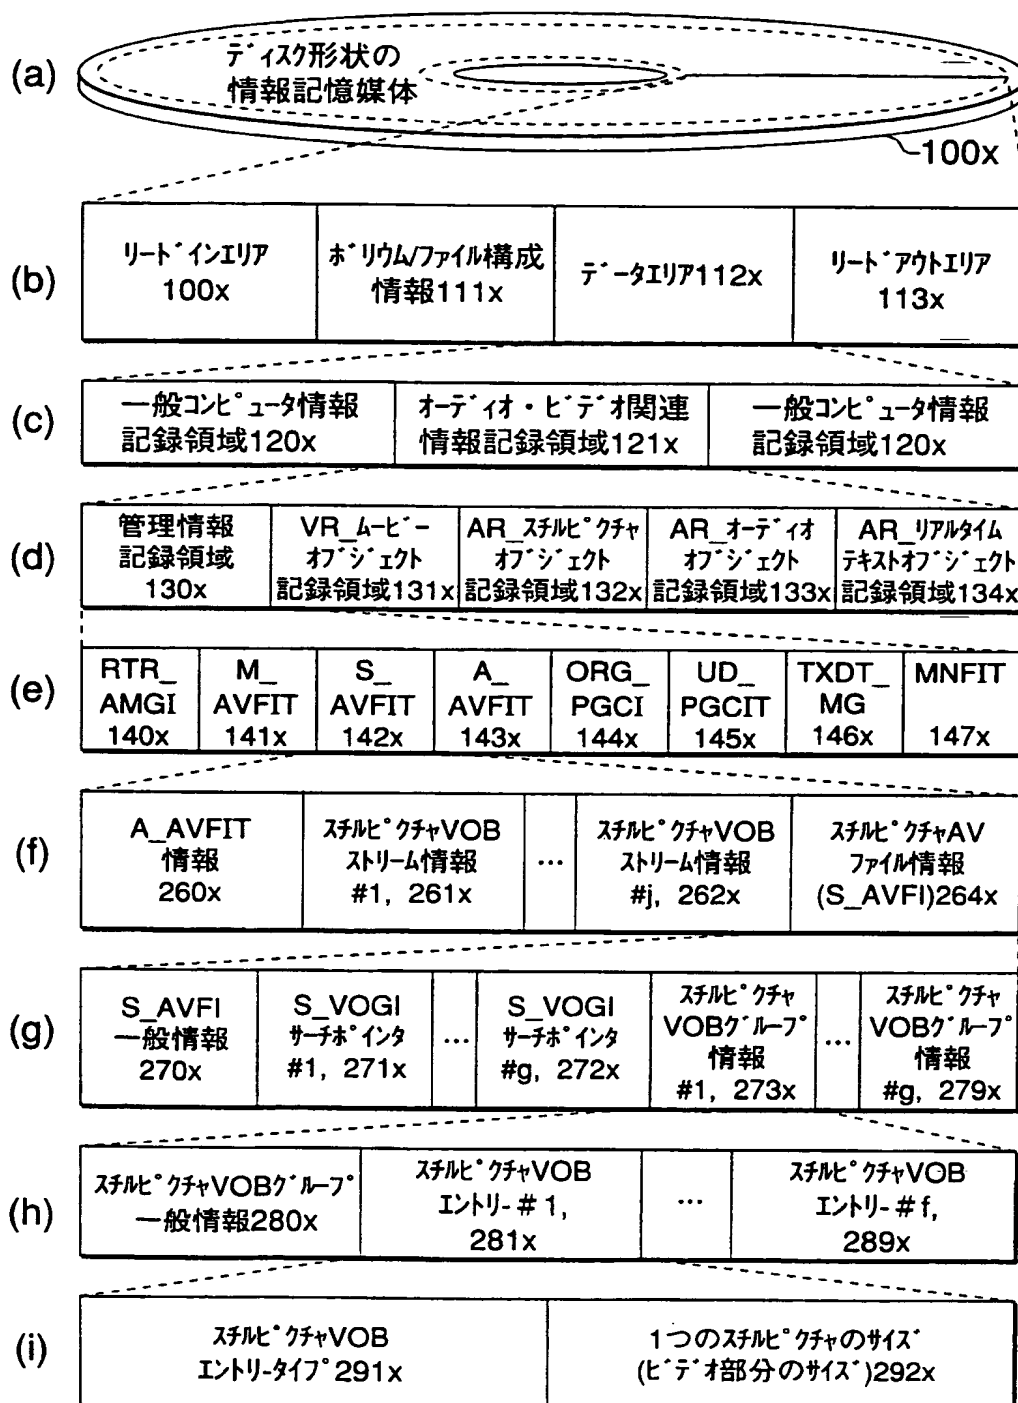 (a)
ディスク形状の
情報記憶媒体
100x
(b)
リードインエリア
100x
ボリウム/ファイル構成
情報111x
データエリア112x
リードアウトエリア
113x
(c)
一般コンピュータ情報
記録領域120x
オーディオ・ビデオ関連
情報記録領域121x
一般コンピュータ情報
記録領域120x
(d)
管理情報
記録領域
130x
VR_ムービー
オブジェクト
記録領域131x
AR_スチルピクチャ
オブジェクト
記録領域132x
AR_オーディオ
オブジェクト
記録領域133x
AR_リアルタイム
テキストオブジェクト
記録領域134x
(e)
RTR_
AMGI
140x
M_
AVFIT
141x
S_
AVFIT
142x
A_
AVFIT
143x
ORG_
PGCI
144x
UD_
PGCIT
145x
TXDT_
MG
146x
MNFIT
147x
(f)
A_AVFIT
情報
260x
スチルピクチャVOB
ストリーム情報
#1, 261x
…
スチルピクチャVOB
ストリーム情報
#j, 262x
スチルピクチャAV
ファイル情報
(S_AVFI)264x
(g)
S_AVFI
一般情報
270x
S_VOGI
サーチポインタ
#1, 271x
…
S_VOGI
サーチポインタ
#g, 272x
スチルピクチャ
VOBグループ
情報
#1, 273x
…
スチルピクチャ
VOBグループ
情報
#g, 279x
(h)
スチルピクチャVOBグループ
一般情報280x
スチルピクチャVOB
エントリー#1,
281x
…
スチルピクチャVOB
エントリー#f,
289x
(i)
スチルピクチャVOB
エントリータイプ291x
1つのスチルピクチャのサイズ
(ビデオ部分のサイズ)292x